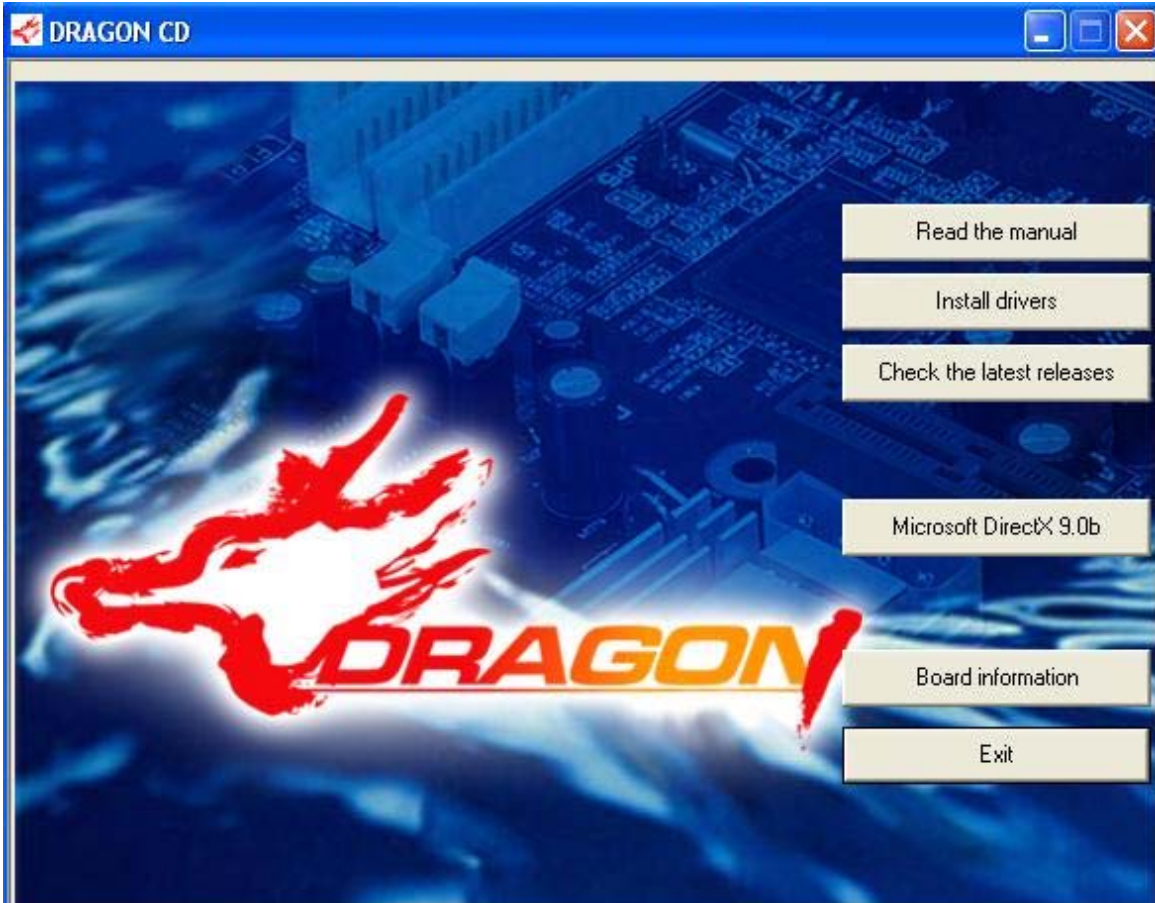 DRAGON CD
JP5
Read the manual
Install drivers
Check the latest releases
Microsoft DirectX 9.0b
DRAGON
Board information
Exit